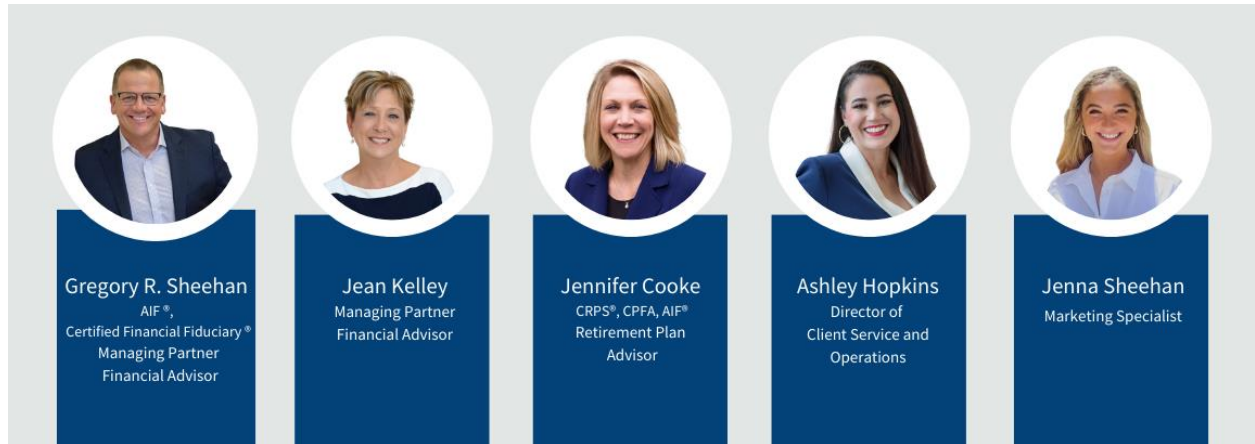 Gregory R. Sheehan
AIF ®,
Certified Financial Fiduciary ®
Managing Partner
Financial Advisor
Jean Kelley
Managing Partner
Financial Advisor
Jennifer Cooke
CRPS®, CPFA, AIF®
Retirement Plan
Advisor
Ashley Hopkins
Director of
Client Service and
Operations
Jenna Sheehan
Marketing Specialist